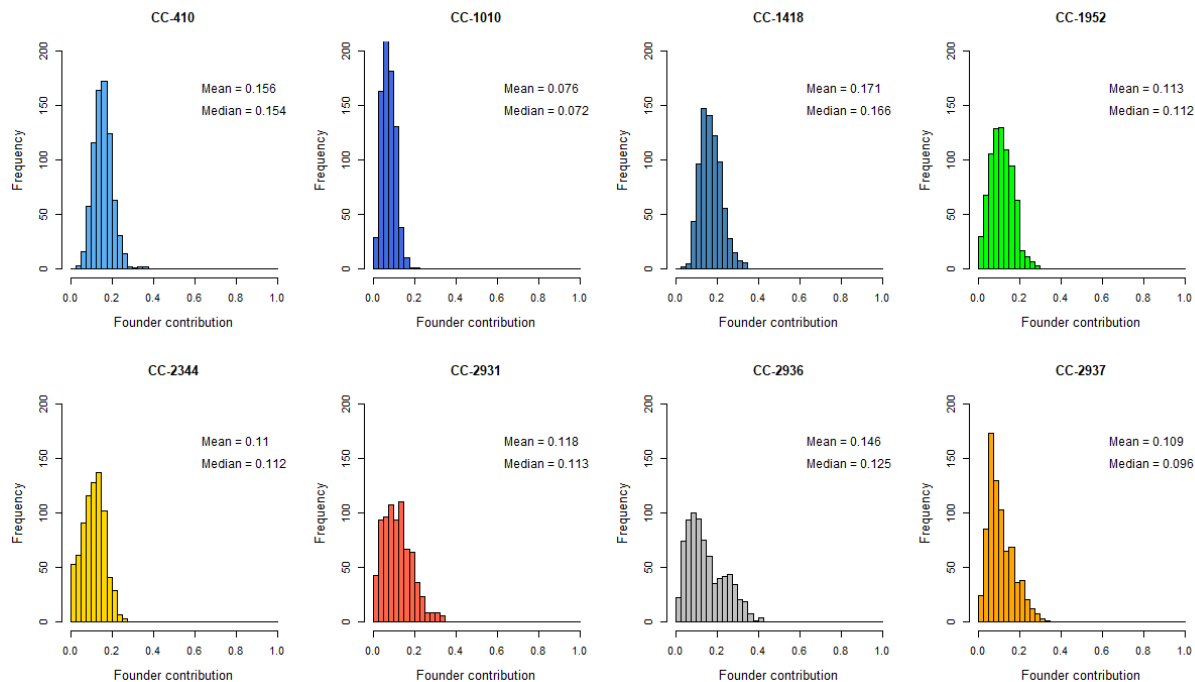 CC-410
200
150
100
50
0
Frequency
Mean = 0.156
Median = 0.154
0.0 0.2 0.4 0.6 0.8 1.0
Founder contribution
CC-1010
200
150
100
50
0
Frequency
Mean = 0.076
Median = 0.072
0.0 0.2 0.4 0.6 0.8 1.0
Founder contribution
CC-1418
200
150
100
50
0
Frequency
Mean = 0.171
Median = 0.166
0.0 0.2 0.4 0.6 0.8 1.0
Founder contribution
CC-1952
200
150
100
50
0
Frequency
Mean = 0.113
Median = 0.112
0.0 0.2 0.4 0.6 0.8 1.0
Founder contribution
CC-2344
200
150
100
50
0
Frequency
Mean = 0.11
Median = 0.112
0.0 0.2 0.4 0.6 0.8 1.0
Founder contribution
CC-2931
200
150
100
50
0
Frequency
Mean = 0.118
Median = 0.113
0.0 0.2 0.4 0.6 0.8 1.0
Founder contribution
CC-2936
200
150
100
50
0
Frequency
Mean = 0.146
Median = 0.125
0.0 0.2 0.4 0.6 0.8 1.0
Founder contribution
CC-2937
200
150
100
50
0
Frequency
Mean = 0.109
Median = 0.096
0.0 0.2 0.4 0.6 0.8 1.0
Founder contribution